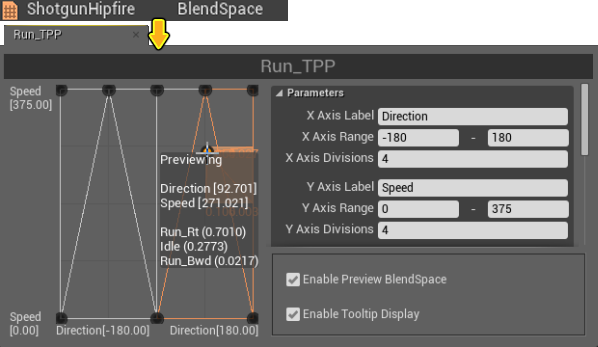 ShotgunHipfire BlendSpace
Run_TPP ×
Run_TPP
Speed
[375.00]
Previewing
Direction [92.701]
Speed [271.021]
Run_Rt (0.7010)
Idle (0.2773)
Run_Bwd (0.0217)
Speed
[0.00]
Direction[-180.00] Direction[180.00]
Parameters
X Axis Label Direction
X Axis Range -180 - 180
X Axis Divisions 4
Y Axis Label Speed
Y Axis Range 0 - 375
Y Axis Divisions 4
Enable Preview BlendSpace
Enable Tooltip Display